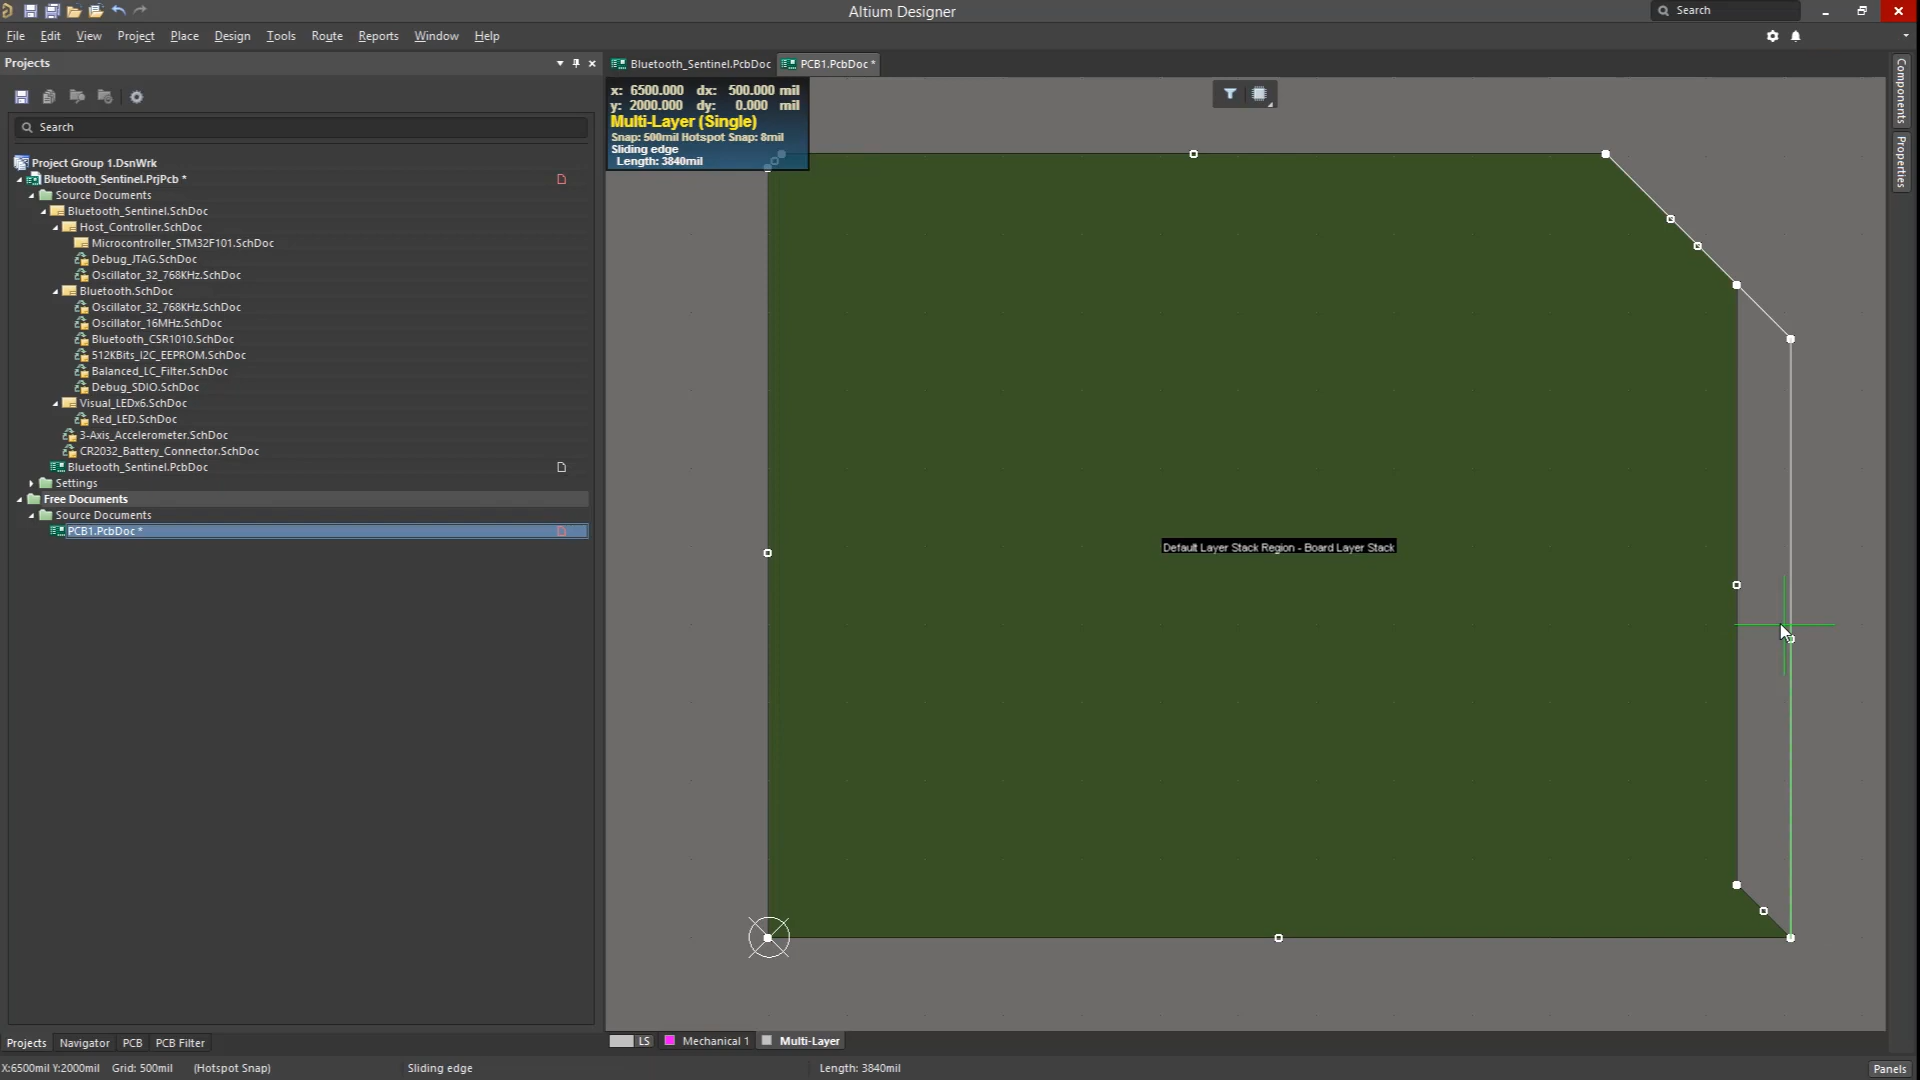 Altium Designer
Search
File Edit View Project Place Design Tools Route Reports Window Help
Projects
Bluetooth_Sentinel.PcbDoc
PCB1.PcbDoc *
Search
Project Group 1.DsnWrk
Bluetooth_Sentinel.PrjPcb *
Source Documents
Bluetooth_Sentinel.SchDoc
Host_Controller.SchDoc
Microcontroller_STM32F101.SchDoc
Debug_JTAG.SchDoc
Oscillator_32_768KHz.SchDoc
Bluetooth.SchDoc
Oscillator_32_768KHz.SchDoc
Oscillator_16MHz.SchDoc
Bluetooth_CSR1010.SchDoc
512KBits_I2C_EEPROM.SchDoc
Balanced_LC_Filter.SchDoc
Debug_SDIO.SchDoc
Visual_LEDx6.SchDoc
Red_LED.SchDoc
3-Axis_Accelerometer.SchDoc
CR2032_Battery_Connector.SchDoc
Bluetooth_Sentinel.PcbDoc
Settings
Free Documents
Source Documents
PCB1.PcbDoc *
x: 6500.000 dx: 500.000 mil
y: 2000.000 dy: 0.000 mil
Multi-Layer (Single)
Snap: 500mil Hotspot Snap: 8mil
Sliding edge
Length: 3840mil
Default Layer Stack Region - Board Layer Stack
Components
Properties
Projects Navigator PCB PCB Filter
LS Mechanical 1 Multi-Layer
X:6500mil Y:2000mil Grid: 500mil (Hotspot Snap) Sliding edge Length: 3840mil Panels